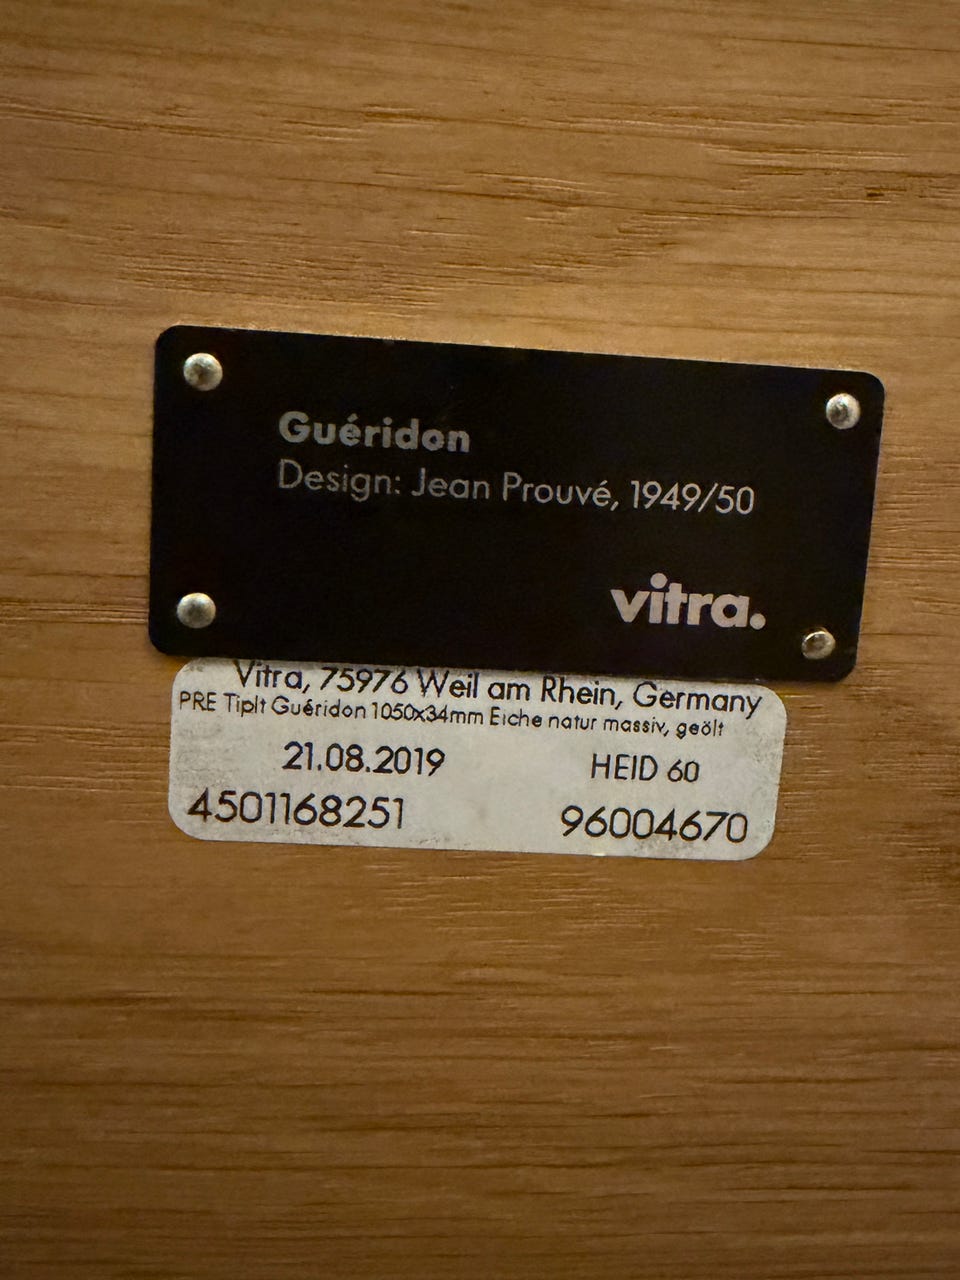 Guéridon
Design: Jean Prouvé, 1949/50
vitra.
Vitra, 75976 Weil am Rhein, Germany
PRE Tiplt Guéridon 1050x34mm Eiche natur massiv, geölt
21.08.2019 HEID 60
4501168251 96004670